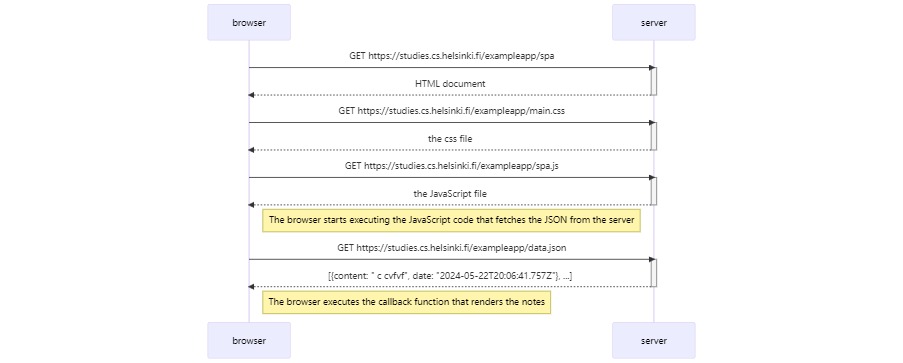 browser server
GET https://studies.cs.helsinki.fi/exampleapp/spa
HTML document
GET https://studies.cs.helsinki.fi/exampleapp/main.css
the css file
GET https://studies.cs.helsinki.fi/exampleapp/spa.js
the JavaScript file
The browser starts executing the JavaScript code that fetches the JSON from the server
GET https://studies.cs.helsinki.fi/exampleapp/data.json
[{content: " c cvfvf", date: "2024-05-22T20:06:41.757Z"}, ...]
The browser executes the callback function that renders the notes
browser server